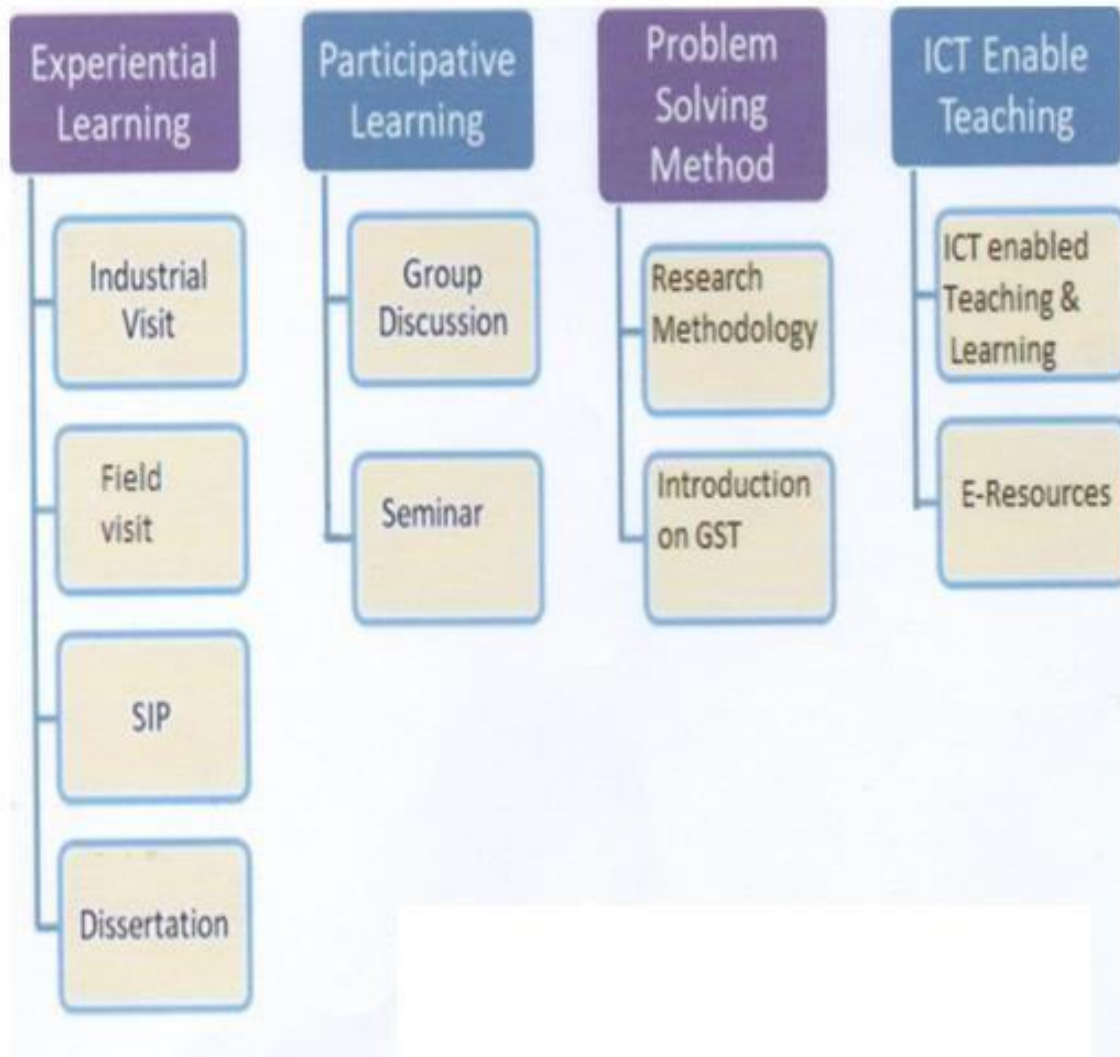 Experiential
Learning
Industrial
Visit
Field
visit
SIP
Dissertation
Participative
Learning
Group
Discussion
Seminar
Problem
Solving
Method
Research
Methodology
Introduction
on GST
ICT Enable
Teaching
ICT enabled
Teaching &
Learning
E-Resources